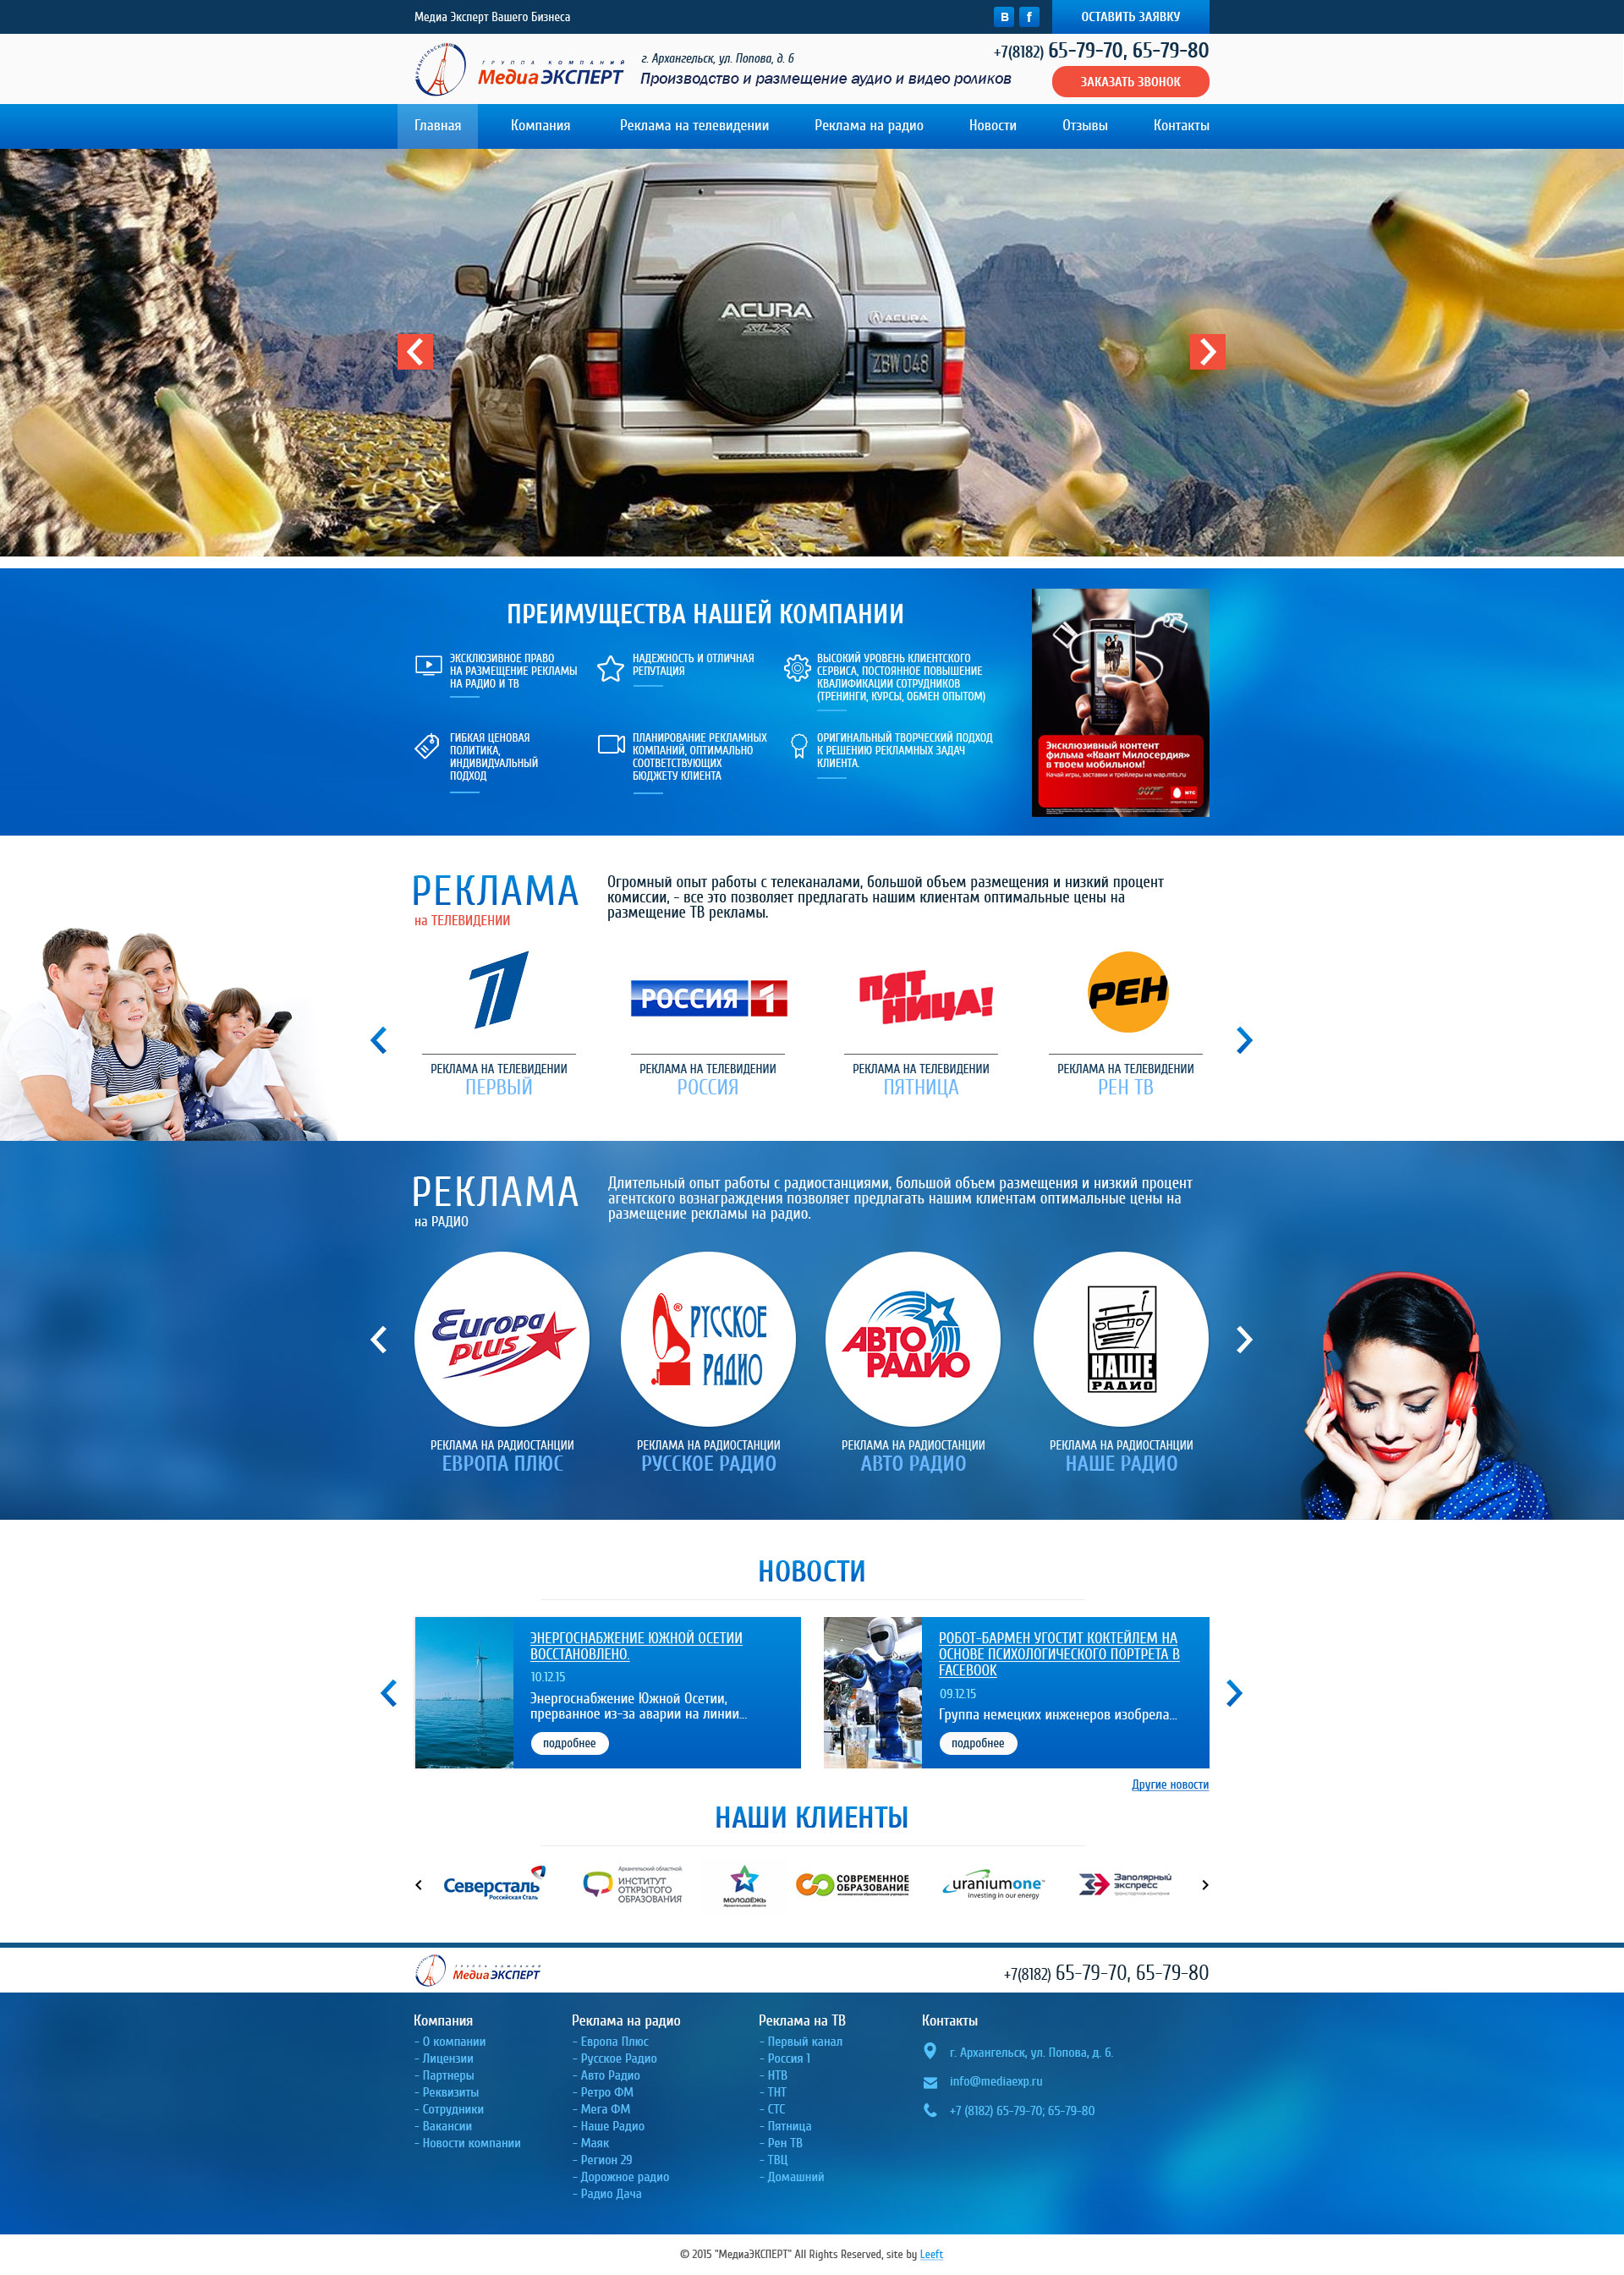 Медиа Эксперт Вашего Бизнеса
В f
ОСТАВИТЬ ЗАЯВКУ
АРХАНГЕЛЬСКИЙ
ГРУППА КОМПАНИЙ
МедиаЭКСПЕРТ
г. Архангельск, ул. Попова, д. 6
Производство и размещение аудио и видео роликов
+7(8182) 65-79-70, 65-79-80
ЗАКАЗАТЬ ЗВОНОК
Главная Компания Реклама на телевидении Реклама на радио Новости Отзывы Контакты
ACURA
SLX
ACURA
ZBW 048
ПРЕИМУЩЕСТВА НАШЕЙ КОМПАНИИ
ЭКСКЛЮЗИВНОЕ ПРАВО
НА РАЗМЕЩЕНИЕ РЕКЛАМЫ
НА РАДИО И ТВ
НАДЕЖНОСТЬ И ОТЛИЧНАЯ
РЕПУТАЦИЯ
ВЫСОКИЙ УРОВЕНЬ КЛИЕНТСКОГО
СЕРВИСА, ПОСТОЯННОЕ ПОВЫШЕНИЕ
КВАЛИФИКАЦИИ СОТРУДНИКОВ
(ТРЕНИНГИ, КУРСЫ, ОБМЕН ОПЫТОМ)
ГИБКАЯ ЦЕНОВАЯ
ПОЛИТИКА,
ИНДИВИДУАЛЬНЫЙ
ПОДХОД
ПЛАНИРОВАНИЕ РЕКЛАМНЫХ
КОМПАНИЙ, ОПТИМАЛЬНО
СООТВЕТСТВУЮЩИХ
БЮДЖЕТУ КЛИЕНТА
ОРИГИНАЛЬНЫЙ ТВОРЧЕСКИЙ ПОДХОД
К РЕШЕНИЮ РЕКЛАМНЫХ ЗАДАЧ
КЛИЕНТА.
Эксклюзивный контент
фильма «Квант Милосердия»
в твоем мобильном!
Качай игры, заставки и трейлеры на wap.mts.ru
007
МТС
РЕКЛАМА
на ТЕЛЕВИДЕНИИ
Огромный опыт работы с телеканалами, большой объем размещения и низкий процент
комиссии, - все это позволяет предлагать нашим клиентам оптимальные цены на
размещение ТВ рекламы.
1
РОССИЯ 1
ПЯТНИЦА!
РЕН
РЕКЛАМА НА ТЕЛЕВИДЕНИИ
ПЕРВЫЙ
РЕКЛАМА НА ТЕЛЕВИДЕНИИ
РОССИЯ
РЕКЛАМА НА ТЕЛЕВИДЕНИИ
ПЯТНИЦА
РЕКЛАМА НА ТЕЛЕВИДЕНИИ
РЕН ТВ
РЕКЛАМА
на РАДИО
Длительный опыт работы с радиостанциями, большой объем размещения и низкий процент
агентского вознаграждения позволяет предлагать нашим клиентам оптимальные цены на
размещение рекламы на радио.
Europa
plus
РУССКОЕ
РАДИО
®
АВТО
РАДИО
НАШЕ
РАДИО
РЕКЛАМА НА РАДИОСТАНЦИИ
ЕВРОПА ПЛЮС
РЕКЛАМА НА РАДИОСТАНЦИИ
РУССКОЕ РАДИО
РЕКЛАМА НА РАДИОСТАНЦИИ
АВТО РАДИО
РЕКЛАМА НА РАДИОСТАНЦИИ
НАШЕ РАДИО
НОВОСТИ
ЭНЕРГОСНАБЖЕНИЕ ЮЖНОЙ ОСЕТИИ
ВОССТАНОВЛЕНО.
10.12.15
Энергоснабжение Южной Осетии,
прерванное из-за аварии на линии...
подробнее
РОБОТ-БАРМЕН УГОСТИТ КОКТЕЙЛЕМ НА
ОСНОВЕ ПСИХОЛОГИЧЕСКОГО ПОРТРЕТА В
FACEBOOK
09.12.15
Группа немецких инженеров изобрела...
подробнее
Другие новости
НАШИ КЛИЕНТЫ
Северсталь
Российская Сталь
Архангельский областной
ИНСТИТУТ
ОТКРЫТОГО
ОБРАЗОВАНИЯ
МОЛОДЁЖЬ
Архангельской области
СОВРЕМЕННОЕ
ОБРАЗОВАНИЕ
uraniumone™
investing in our energy
Заполярный
экспресс
транспортная компания
ГРУППА КОМПАНИЙ
МедиаЭКСПЕРТ
+7(8182) 65-79-70, 65-79-80
Компания
- О компании
- Лицензии
- Партнеры
- Реквизиты
- Сотрудники
- Вакансии
- Новости компании
Реклама на радио
- Европа Плюс
- Русское Радио
- Авто Радио
- Ретро ФМ
- Мега ФМ
- Наше Радио
- Маяк
- Регион 29
- Дорожное радио
- Радио Дача
Реклама на ТВ
- Первый канал
- Россия 1
- НТВ
- ТНТ
- СТС
- Пятница
- Рен ТВ
- ТВЦ
- Домашний
Контакты
г. Архангельск, ул. Попова, д. 6.
info@mediaexp.ru
+7 (8182) 65-79-70; 65-79-80
© 2015 "МедиаЭКСПЕРТ" All Rights Reserved, site by Leeft